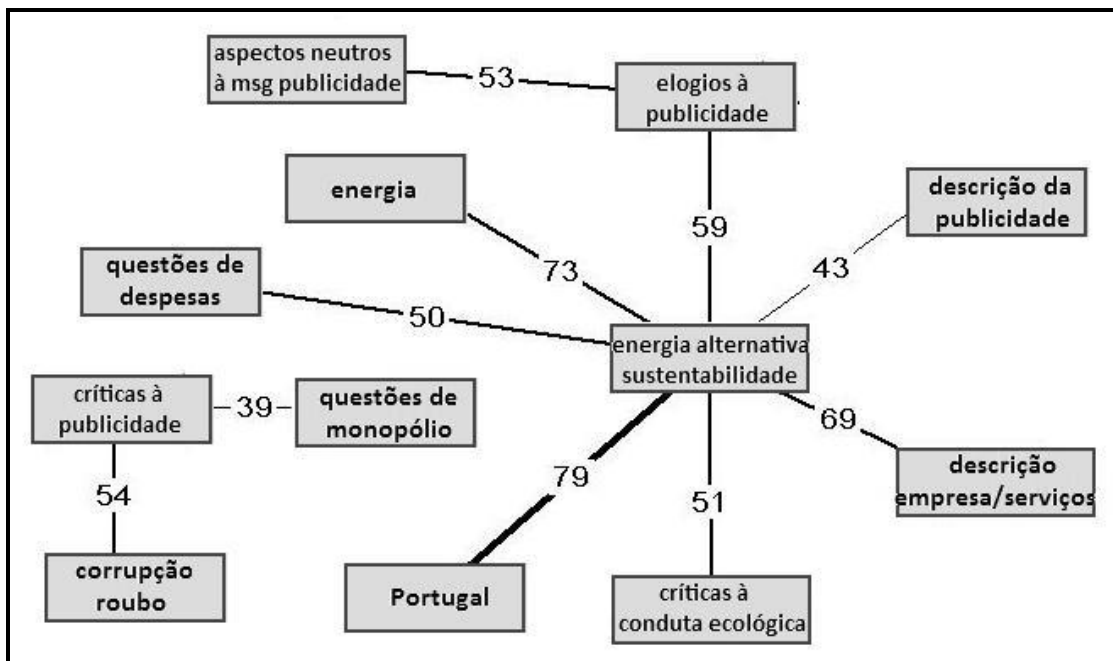 aspectos neutros
à msg publicidade
53
elogios à
publicidade
energia
descrição da
publicidade
59
questões de
despesas
73
43
50
energia alternativa
sustentabilidade
críticas à
publicidade
39
questões de
monopólio
69
descrição
empresa/serviços
54
79
51
corrupção
roubo
Portugal
críticas à
conduta ecológica